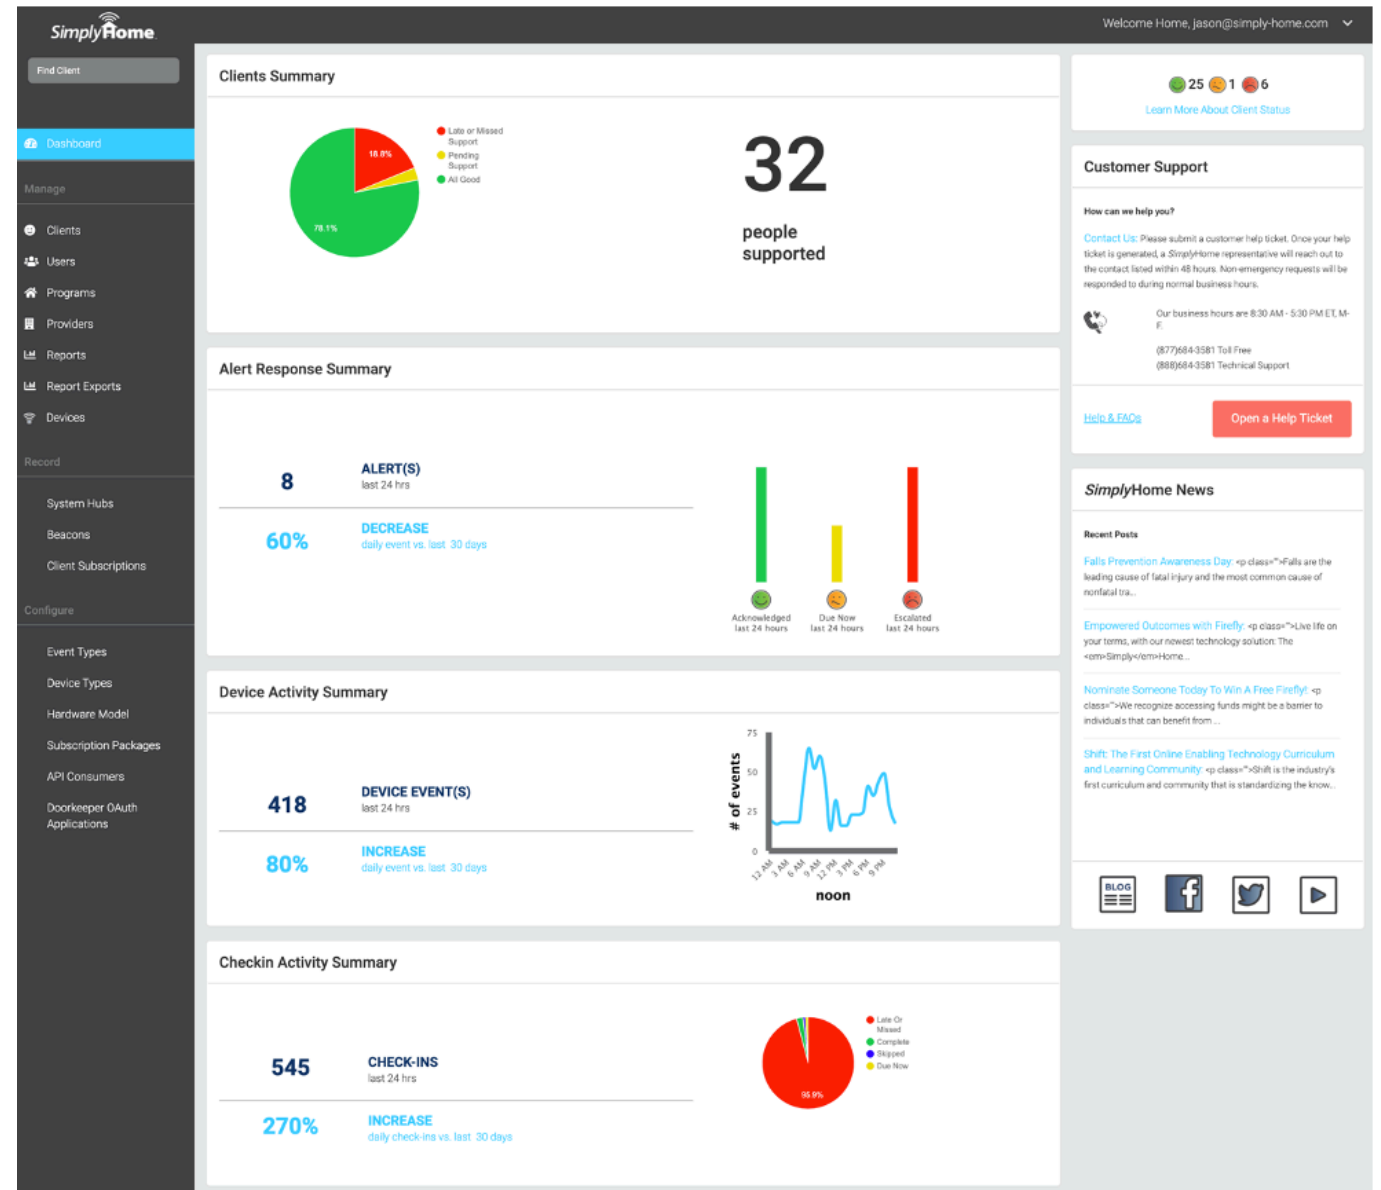 SimplyHome
Welcome Home, jason@simply-home.com
Find Client
Dashboard
Manage
Clients
Users
Programs
Providers
Reports
Report Exports
Devices
Record
System Hubs
Beacons
Client Subscriptions
Configure
Event Types
Device Types
Hardware Model
Subscription Packages
API Consumers
Doorkeeper OAuth
Applications
Clients Summary
18.8%
78.1%
Late or Missed
Support
Pending
Support
All Good
32
people
supported
Alert Response Summary
8
ALERT(S)
last 24 hrs
60%
DECREASE
daily event vs. last 30 days
Acknowledged
last 24 hours
Due Now
last 24 hours
Escalated
last 24 hours
Device Activity Summary
418
DEVICE EVENT(S)
last 24 hrs
80%
INCREASE
daily event vs. last 30 days
# of events
75
50
25
0
12 AM
3 AM
6 AM
9 AM
12 PM
3 PM
6 PM
9 PM
noon
Checkin Activity Summary
545
CHECK-INS
last 24 hrs
270%
INCREASE
daily check-ins vs. last 30 days
95.9%
Late Or
Missed
Complete
Skipped
Due Now
25 1 6
Learn More About Client Status
Customer Support
How can we help you?
Contact Us: Please submit a customer help ticket. Once your help
ticket is generated, a SimplyHome representative will reach out to
the contact listed within 48 hours. Non-emergency requests will be
responded to during normal business hours.
Our business hours are 8:30 AM - 5:30 PM ET, M-
F.
(877)684-3581 Toll Free
(888)684-3581 Technical Support
Help & FAQs
Open a Help Ticket
SimplyHome News
Recent Posts
Falls Prevention Awareness Day: <p class="">Falls are the
leading cause of fatal injury and the most common cause of
nonfatal tra...
Empowered Outcomes with Firefly: <p class="">Live life on
your terms, with our newest technology solution: The
<em>Simply</em>Home...
Nominate Someone Today To Win A Free Firefly!: <p
class="">We recognize accessing funds might be a barrier to
individuals that can benefit from ...
Shift: The First Online Enabling Technology Curriculum
and Learning Community: <p class="">Shift is the industry's
first curriculum and community that is standardizing the know...
BLOG